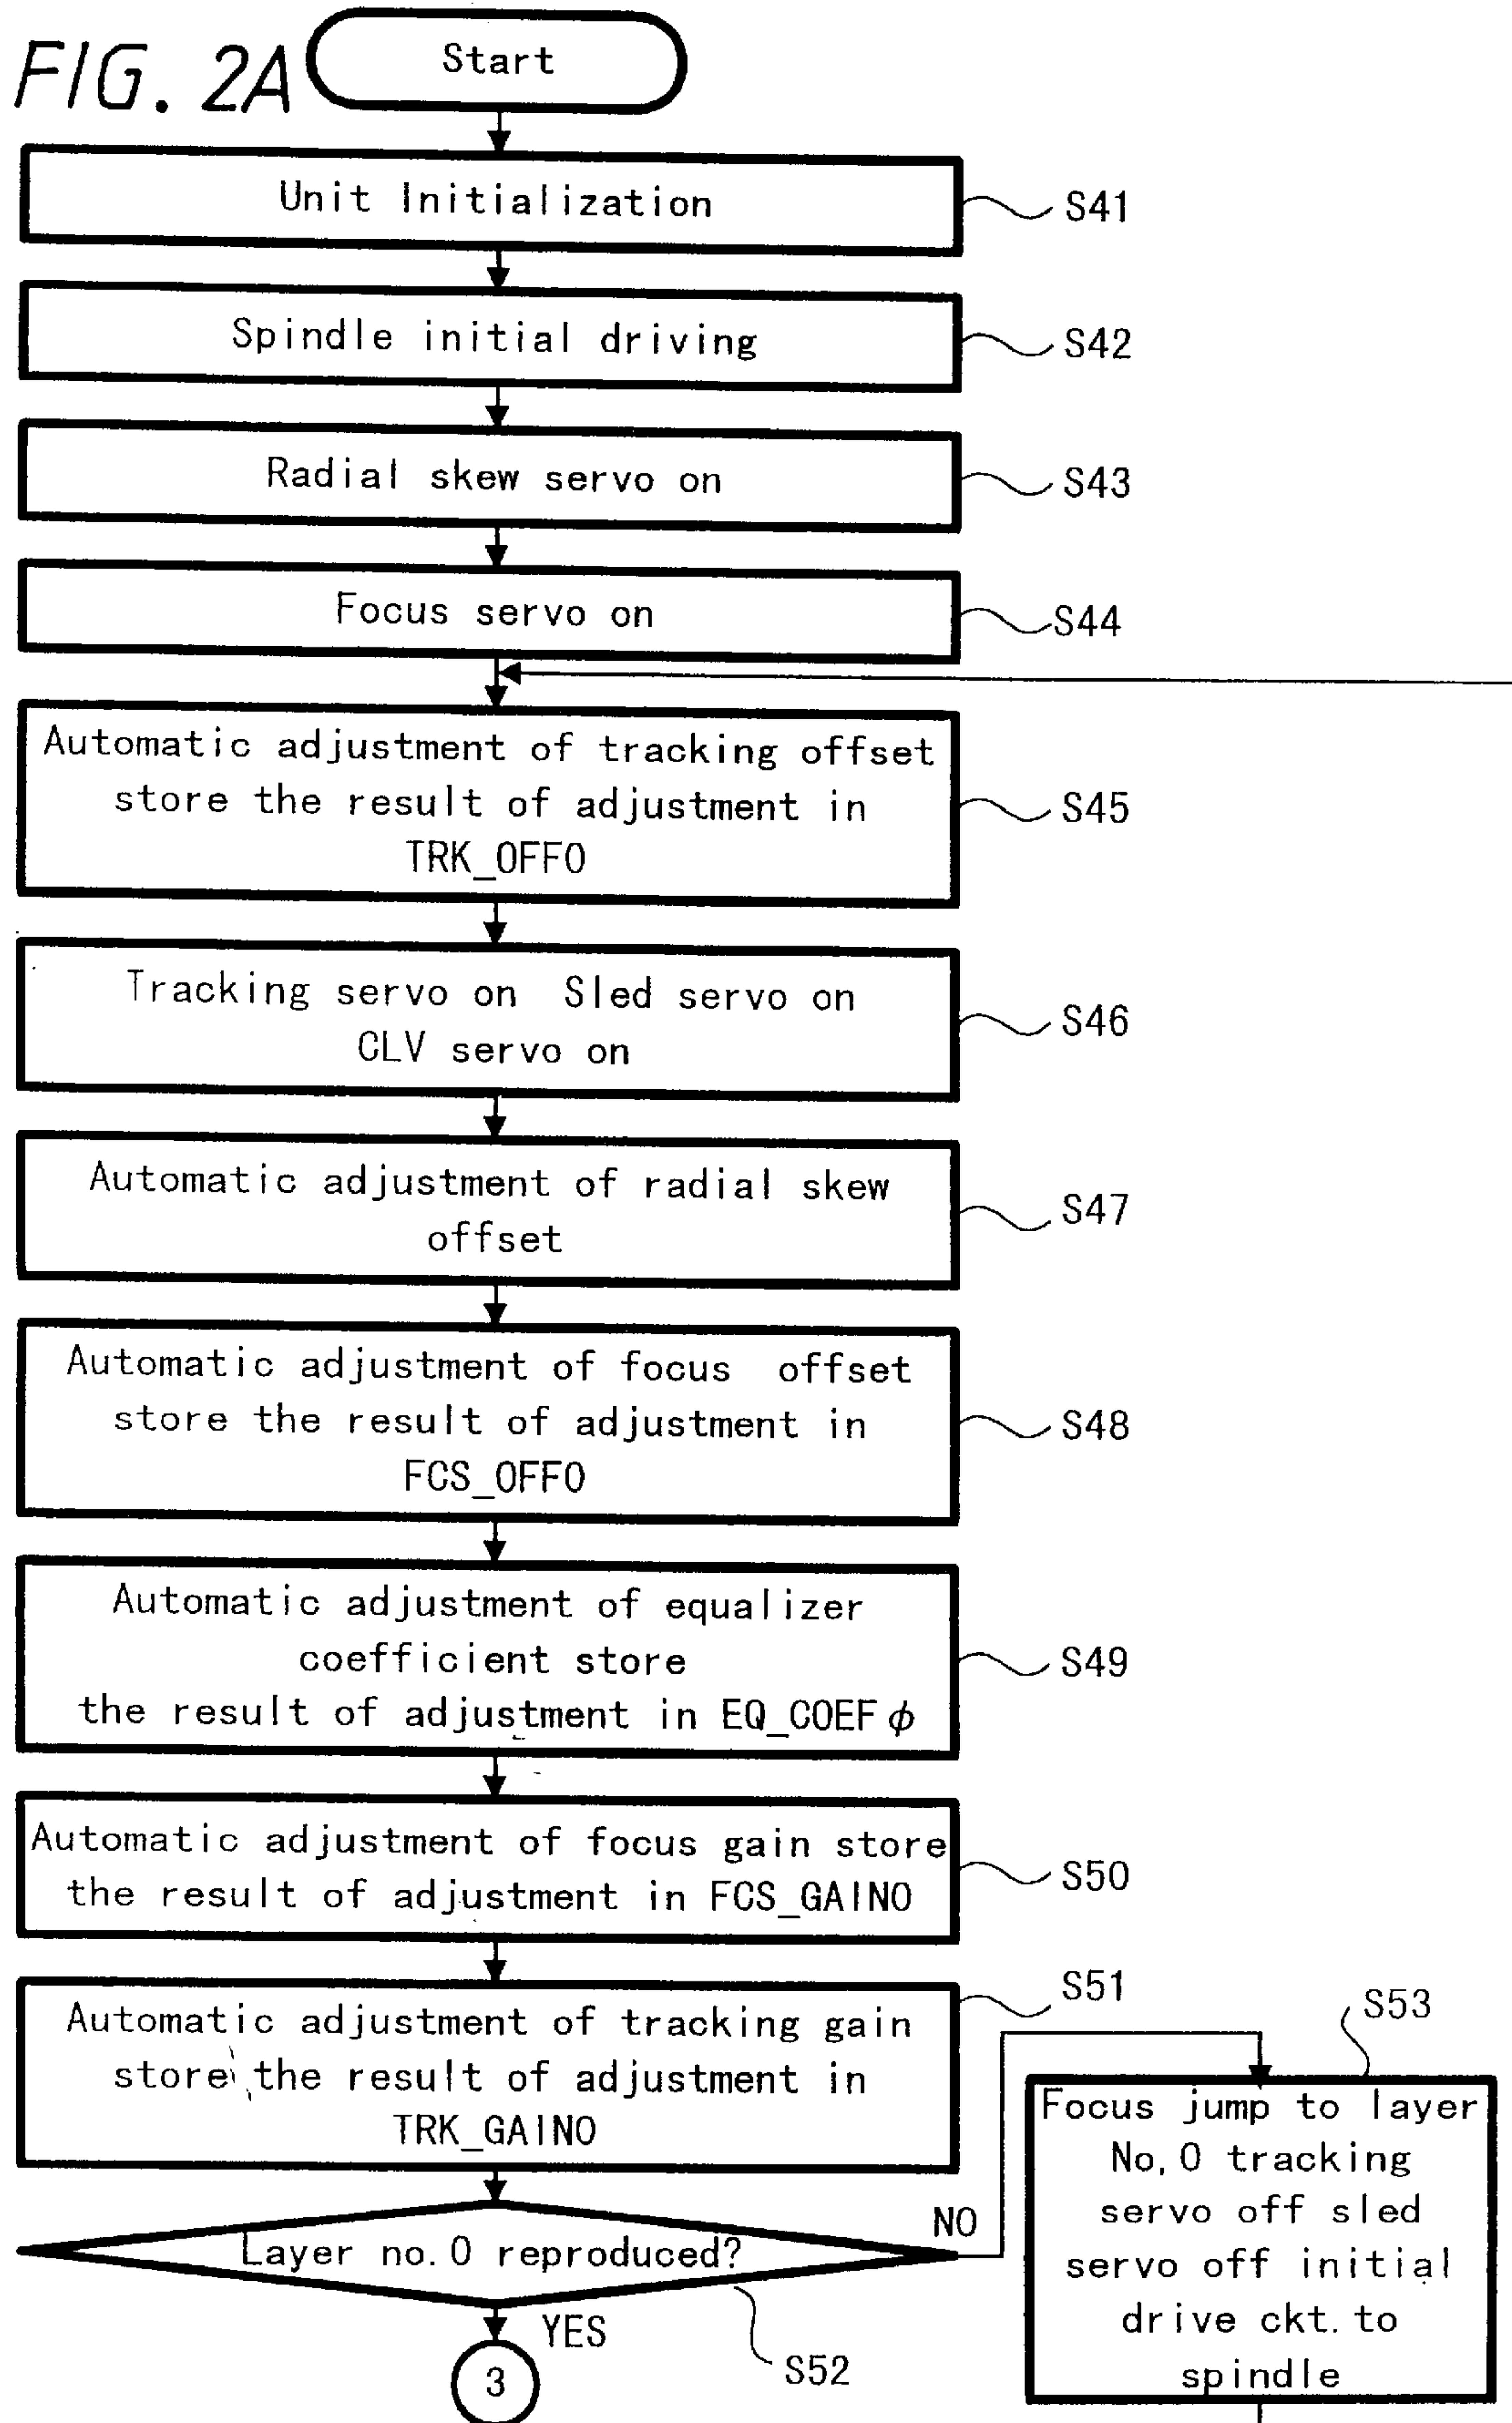 FIG. 2A
Start
Unit Initialization
S41
Spindle initial driving
S42
Radial skew servo on
S43
Focus servo on
S44
Automatic adjustment of tracking offset
store the result of adjustment in
TRK_OFF0
S45
Tracking servo on Sled servo on
CLV servo on
S46
Automatic adjustment of radial skew
offset
S47
Automatic adjustment of focus offset
store the result of adjustment in
FCS_OFF0
S48
Automatic adjustment of equalizer
coefficient store
the result of adjustment in EQ_COEFφ
S49
Automatic adjustment of focus gain store
the result of adjustment in FCS_GAIN0
S50
Automatic adjustment of tracking gain
store the result of adjustment in
TRK_GAIN0
S51
Layer no.0 reproduced?
NO
YES
S52
3
S53
Focus jump to layer
No,0 tracking
servo off sled
servo off initial
drive ckt.to
spindle